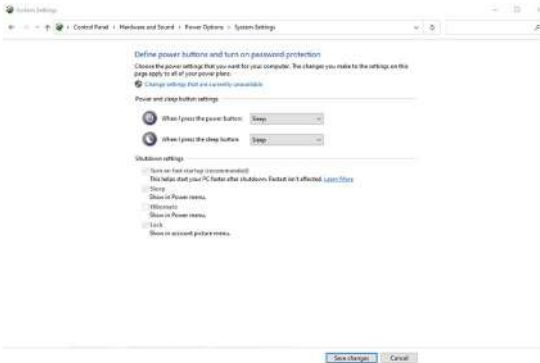 System Settings
Control Panel > Hardware and Sound > Power Options > System Settings
Define power buttons and turn on password protection
Choose the power settings that you want for your computer. The changes you make to the settings on this
page apply to all of your power plans.
Change settings that are currently unavailable
Power and sleep button settings
When I press the power button: Sleep
When I press the sleep button: Sleep
Shutdown settings
Turn on fast startup (recommended)
This helps start your PC faster after shutdown. Restart isn't affected. Learn More
Sleep
Show in Power menu.
Hibernate
Show in Power menu.
Lock
Show in account picture menu.
Save changes Cancel